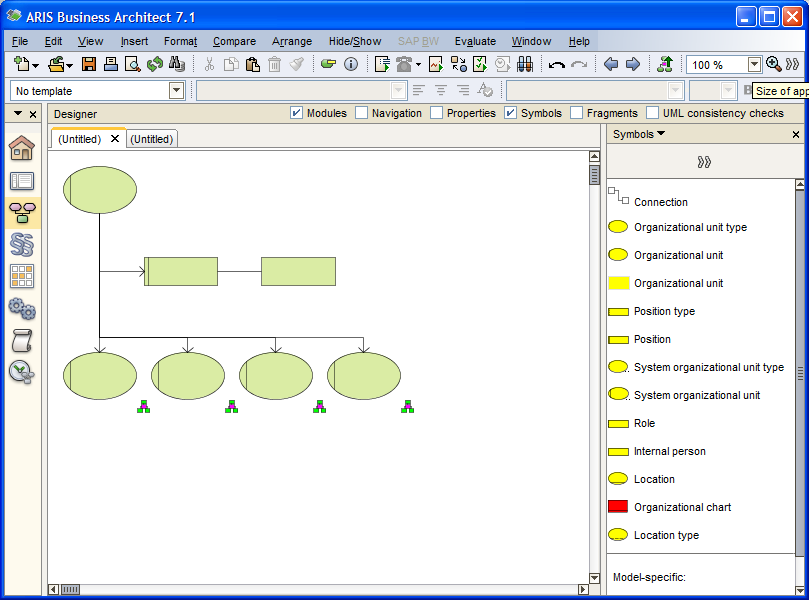 ARIS Business Architect 7.1
File Edit View Insert Format Compare Arrange Hide/Show SAP BW Evaluate Window Help
100 %
No template
B
Size of app
Designer Modules Navigation Properties Symbols Fragments UML consistency checks
(Untitled) (Untitled)
Symbols
Connection
Organizational unit type
Organizational unit
Organizational unit
Position type
Position
System organizational unit type
System organizational unit
Role
Internal person
Location
Organizational chart
Location type
Model-specific: